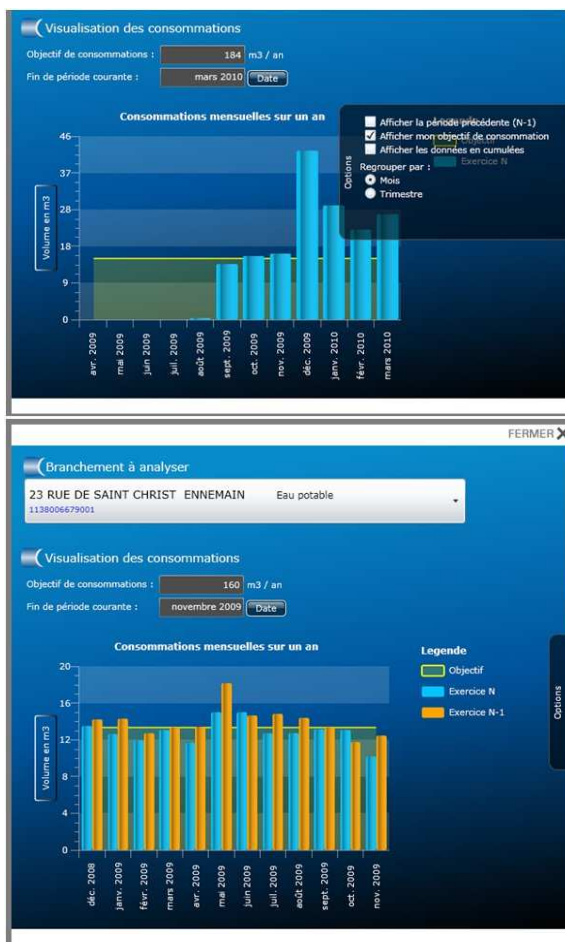 Visualisation des consommations
Objectif de consommations : 184 m3 / an
Fin de période courante : mars 2010 Date
Consommations mensuelles sur un an
Volume en m3
46
37
28
18
9
0
avr. 2009
mai 2009
juin 2009
juil. 2009
août 2009
sept. 2009
oct. 2009
nov. 2009
déc. 2009
janv. 2010
févr. 2010
mars 2010
Options
Afficher la période précédente (N-1)
Afficher mon objectif de consommation
Afficher les données en cumulées
Regrouper par :
Mois
Trimestre
Legende
Objectif
Exercice N
FERMER X
Branchement à analyser
23 RUE DE SAINT CHRIST ENNEMAIN Eau potable
1138006679001
Visualisation des consommations
Objectif de consommations : 160 m3 / an
Fin de période courante : novembre 2009 Date
Consommations mensuelles sur un an
Volume en m3
20
16
12
8
4
0
déc. 2008
janv. 2009
févr. 2009
mars 2009
avr. 2009
mai 2009
juin 2009
juil. 2009
août 2009
sept. 2009
oct. 2009
nov. 2009
Legende
Objectif
Exercice N
Exercice N-1
Options